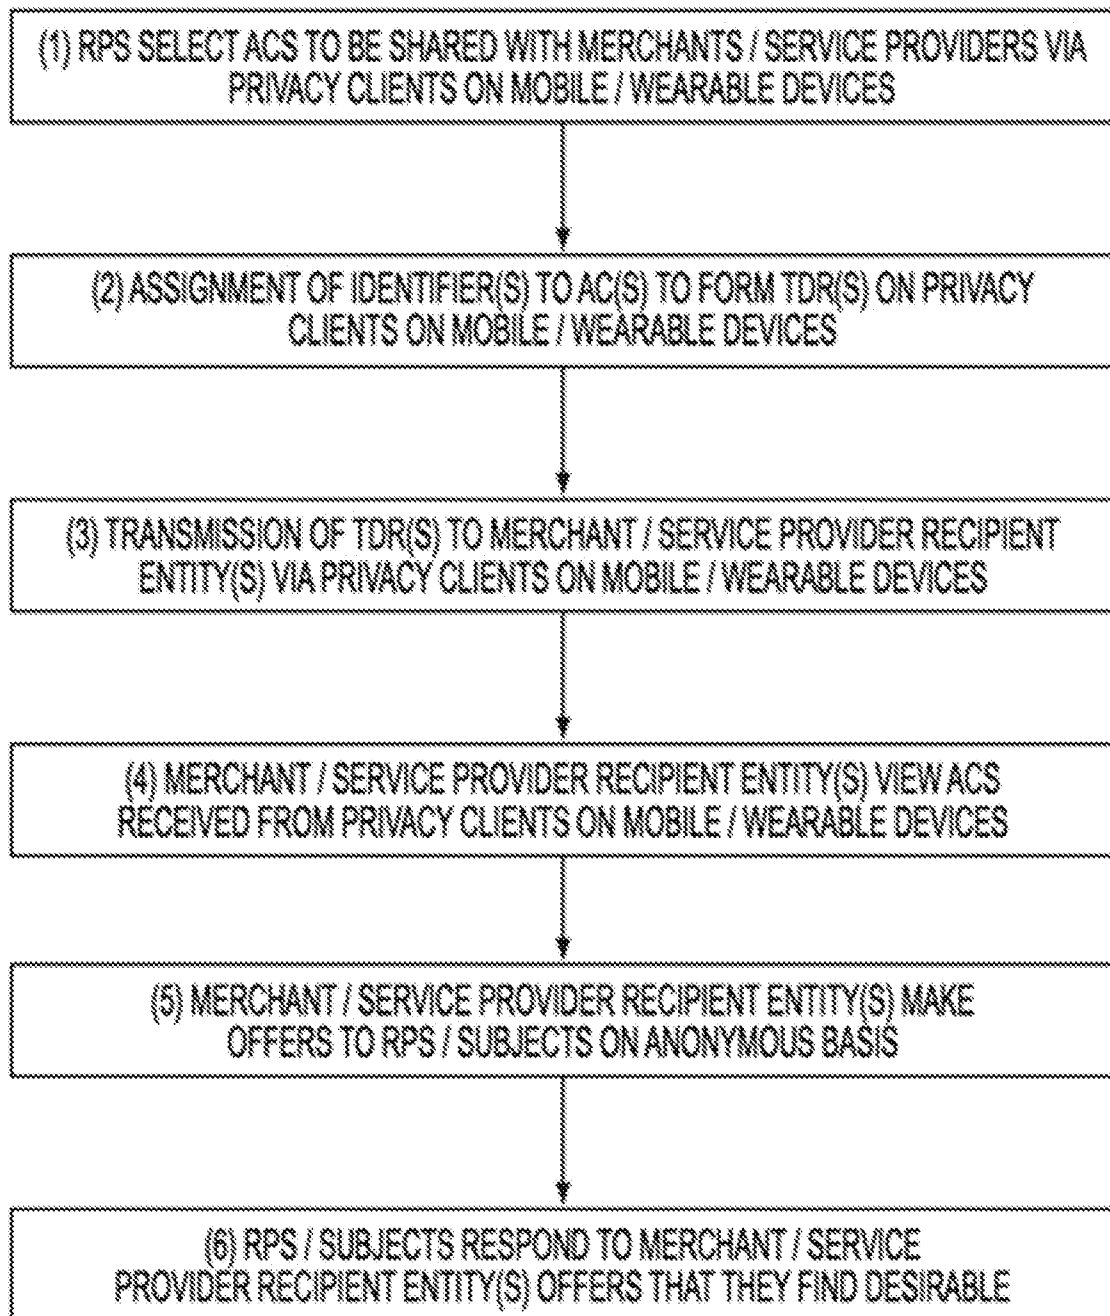 (1) RPS SELECT ACS TO BE SHARED WITH MERCHANTS / SERVICE PROVIDERS VIA
PRIVACY CLIENTS ON MOBILE / WEARABLE DEVICES
(2) ASSIGNMENT OF IDENTIFIER(S) TO AC(S) TO FORM TDR(S) ON PRIVACY
CLIENTS ON MOBILE / WEARABLE DEVICES
(3) TRANSMISSION OF TDR(S) TO MERCHANT / SERVICE PROVIDER RECIPIENT
ENTITY(S) VIA PRIVACY CLIENTS ON MOBILE / WEARABLE DEVICES
(4) MERCHANT / SERVICE PROVIDER RECIPIENT ENTITY(S) VIEW ACS
RECEIVED FROM PRIVACY CLIENTS ON MOBILE / WEARABLE DEVICES
(5) MERCHANT / SERVICE PROVIDER RECIPIENT ENTITY(S) MAKE
OFFERS TO RPS / SUBJECTS ON ANONYMOUS BASIS
(6) RPS / SUBJECTS RESPOND TO MERCHANT / SERVICE
PROVIDER RECIPIENT ENTITY(S) OFFERS THAT THEY FIND DESIRABLE